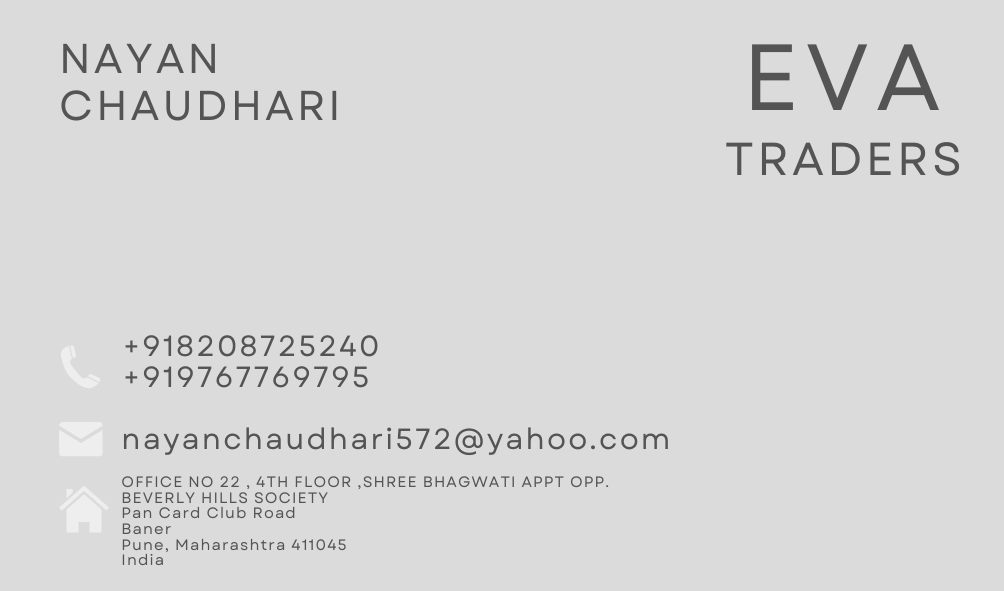 NAYAN
CHAUDHARI
EVA
TRADERS
+918208725240
+919767769795
nayanchaudhari572@yahoo.com
OFFICE NO 22 , 4TH FLOOR ,SHREE BHAGWATI APPT OPP.
BEVERLY HILLS SOCIETY
Pan Card Club Road
Baner
Pune, Maharashtra 411045
India